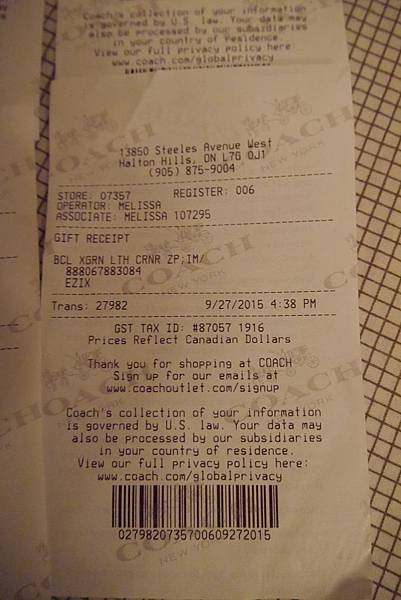 Coach's collection of your information
is governed by U.S. law. Your data may
also be processed by our subsidiaries
in your country of residence.
View our full privacy policy here
www.coach.com/globalprivacy
13850 Steeles Avenue West
Halton Hills, ON L7G 0J1
(905) 875-9004
STORE: 07357 REGISTER: 006
OPERATOR: MELISSA
ASSOCIATE: MELISSA 107295
GIFT RECEIPT
BCL XGRN LTH CRNR ZP;IM/
888067883084
EZIX
Trans: 27982 9/27/2015 4:38 PM
GST TAX ID: #87057 1916
Prices Reflect Canadian Dollars
Thank you for shopping at COACH
Sign up for our emails at
www.coachoutlet.com/signup
Coach's collection of your information
is governed by U.S. law. Your data may
also be processed by our subsidiaries
in your country of residence.
View our full privacy policy here:
www.coach.com/globalprivacy
0279820735700609272015
COACH
NEW YORK